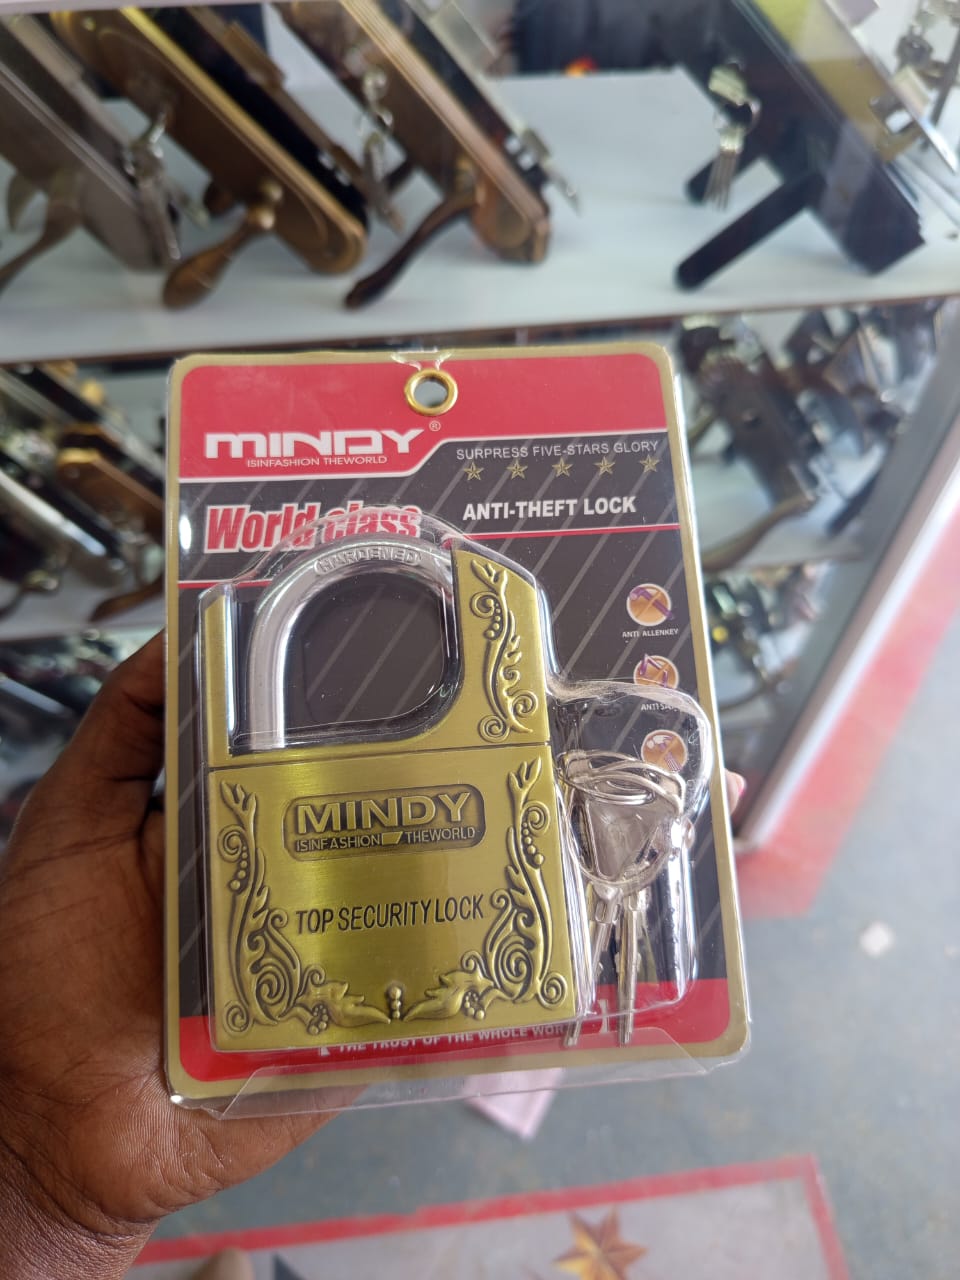 MINDY®
ISINFASHION THEWORLD
SURPRESS FIVE-STARS GLORY
World class
ANTI-THEFT LOCK
HARDENED
ANTI ALLENKEY
MINDY
ISINFASHION THEWORLD
TOP SECURITY LOCK
THE TRUST OF THE WHOLE